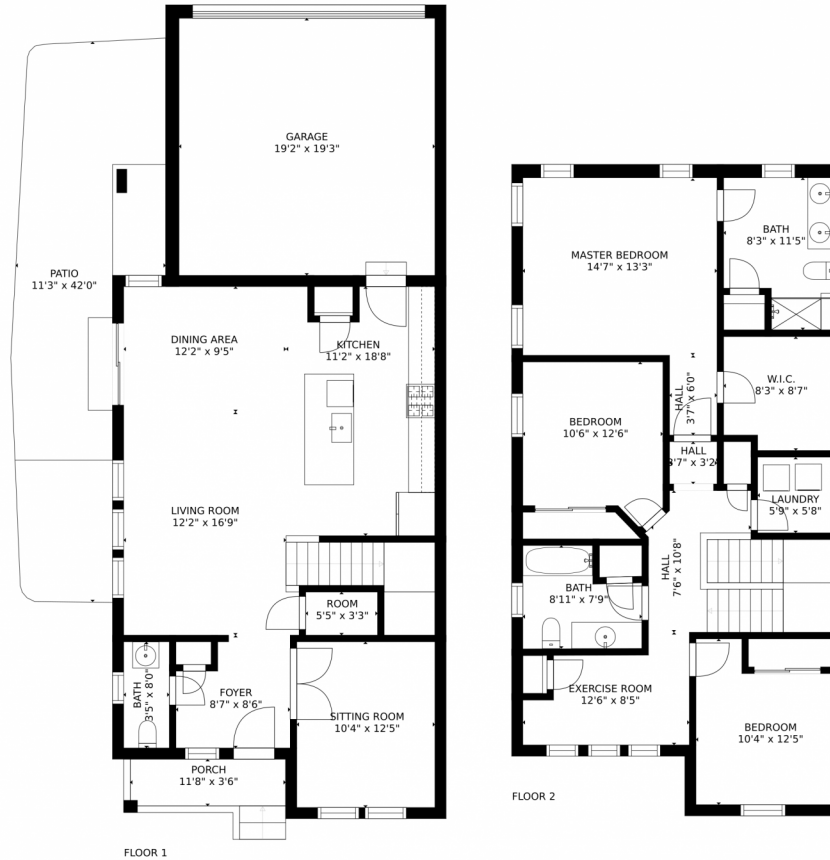 GARAGE
19'2" x 19'3"
PATIO
11'3" x 42'0"
DINING AREA
12'2" x 9'5"
KITCHEN
11'2" x 18'8"
LIVING ROOM
12'2" x 16'9"
ROOM
5'5" x 3'3"
BATH
3'5" x 8'0"
FOYER
8'7" x 8'6"
SITTING ROOM
10'4" x 12'5"
PORCH
11'8" x 3'6"
FLOOR 1
MASTER BEDROOM
14'7" x 13'3"
BATH
8'3" x 11'5"
HALL
3'7" x 6'0"
W.I.C.
8'3" x 8'7"
BEDROOM
10'6" x 12'6"
HALL
3'7" x 3'2"
LAUNDRY
5'9" x 5'8"
HALL
7'6" x 10'8"
BATH
8'11" x 7'9"
EXERCISE ROOM
12'6" x 8'5"
BEDROOM
10'4" x 12'5"
FLOOR 2